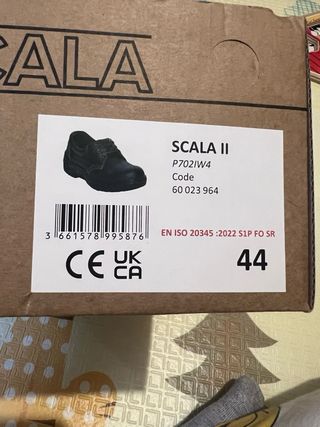 SCALA
SCALA II
P702IW4
Code
60 023 964
3 661578 995876
EN ISO 20345 :2022 S1P FO SR
CE UK CA
44